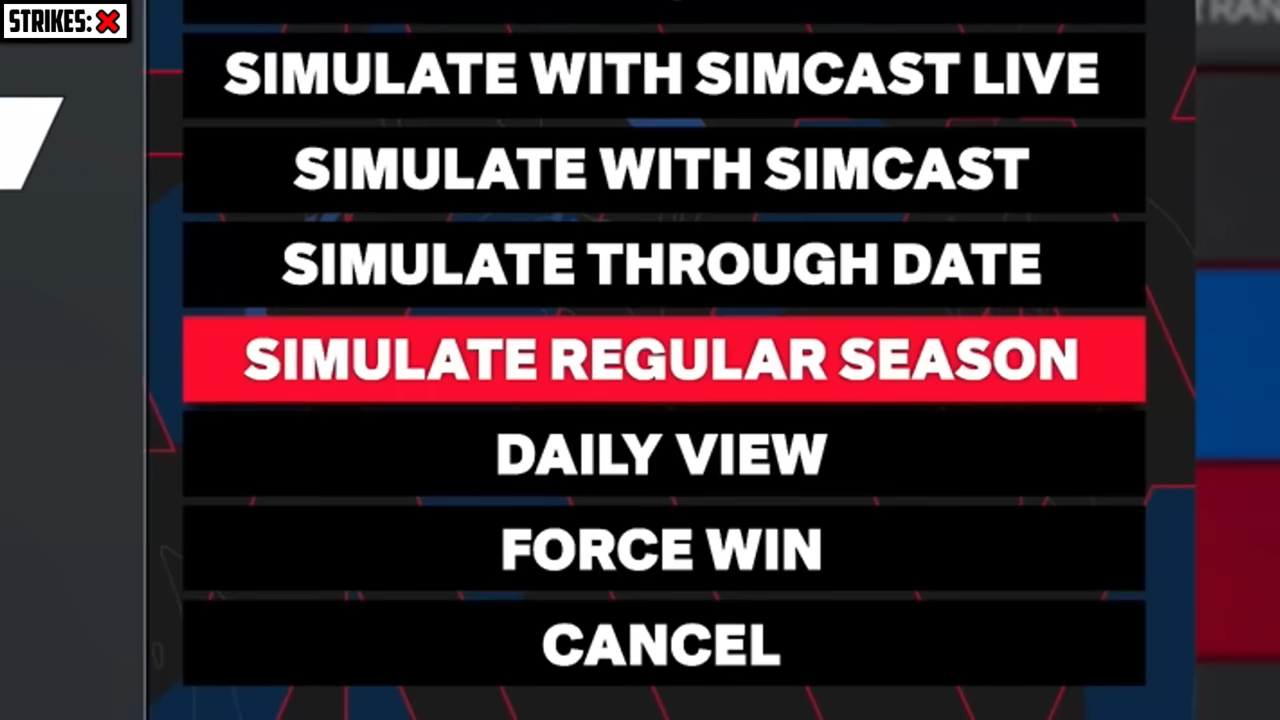 STRIKES:
SIMULATE WITH SIMCAST LIVE
SIMULATE WITH SIMCAST
SIMULATE THROUGH DATE
SIMULATE REGULAR SEASON
DAILY VIEW
FORCE WIN
CANCEL